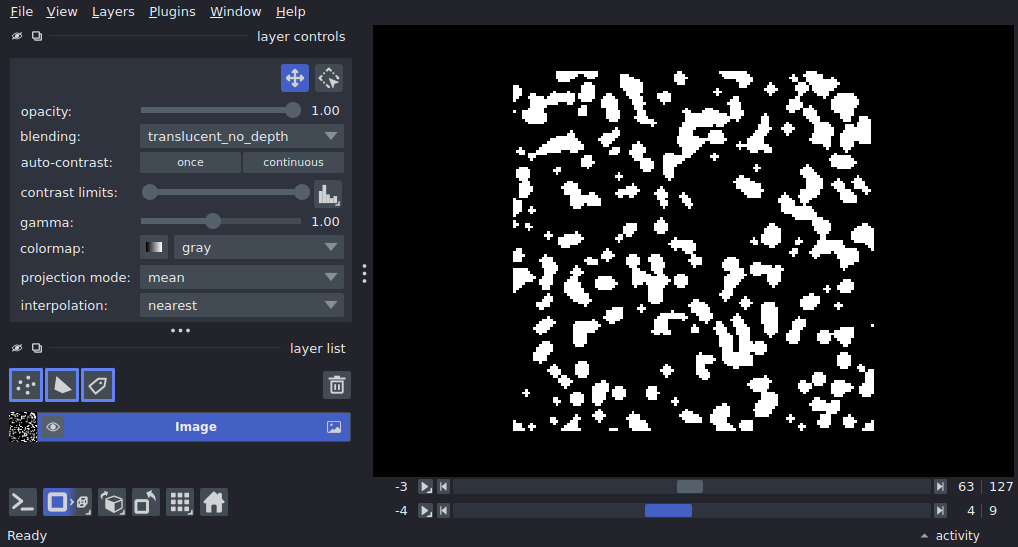 File View Layers Plugins Window Help
layer controls
opacity: 1.00
blending: translucent_no_depth
auto-contrast: once continuous
contrast limits:
gamma: 1.00
colormap: gray
projection mode: mean
interpolation: nearest
layer list
Image
-3 63 127
-4 4 9
Ready activity